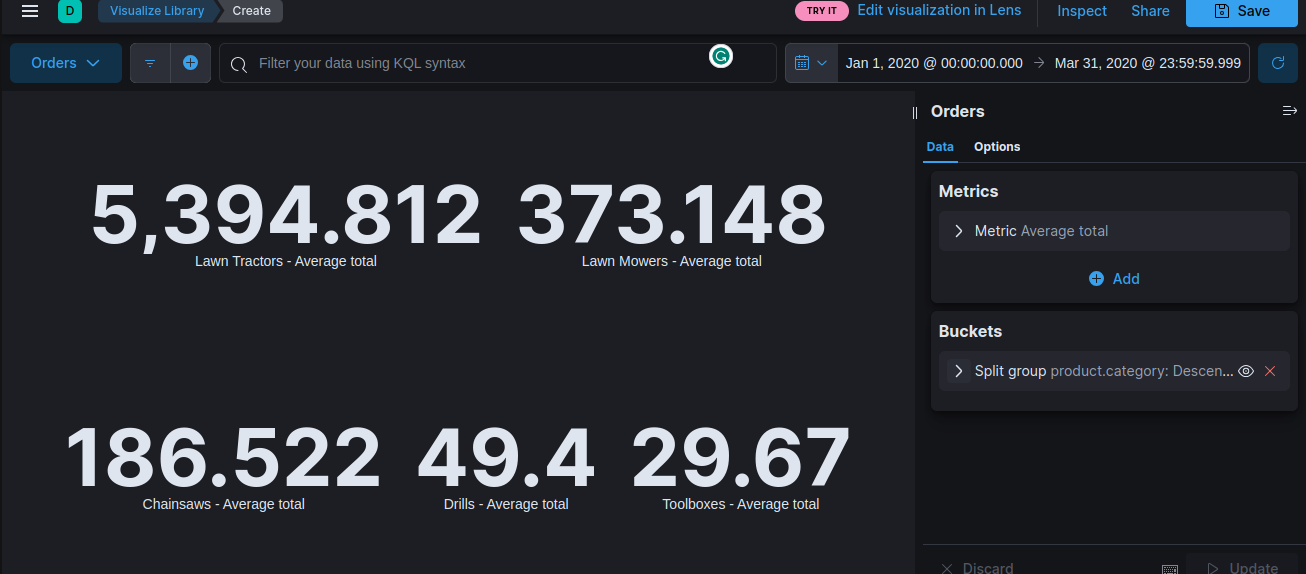 D Visualize Library Create TRY IT Edit visualization in Lens Inspect Share Save
Orders Filter your data using KQL syntax Jan 1, 2020 @ 00:00:00.000 → Mar 31, 2020 @ 23:59:59.999
Orders
Data Options
Metrics
Metric Average total
Add
Buckets
Split group product.category: Descen...
5,394.812 373.148
Lawn Tractors - Average total Lawn Mowers - Average total
186.522 49.4 29.67
Chainsaws - Average total Drills - Average total Toolboxes - Average total
Discard Update